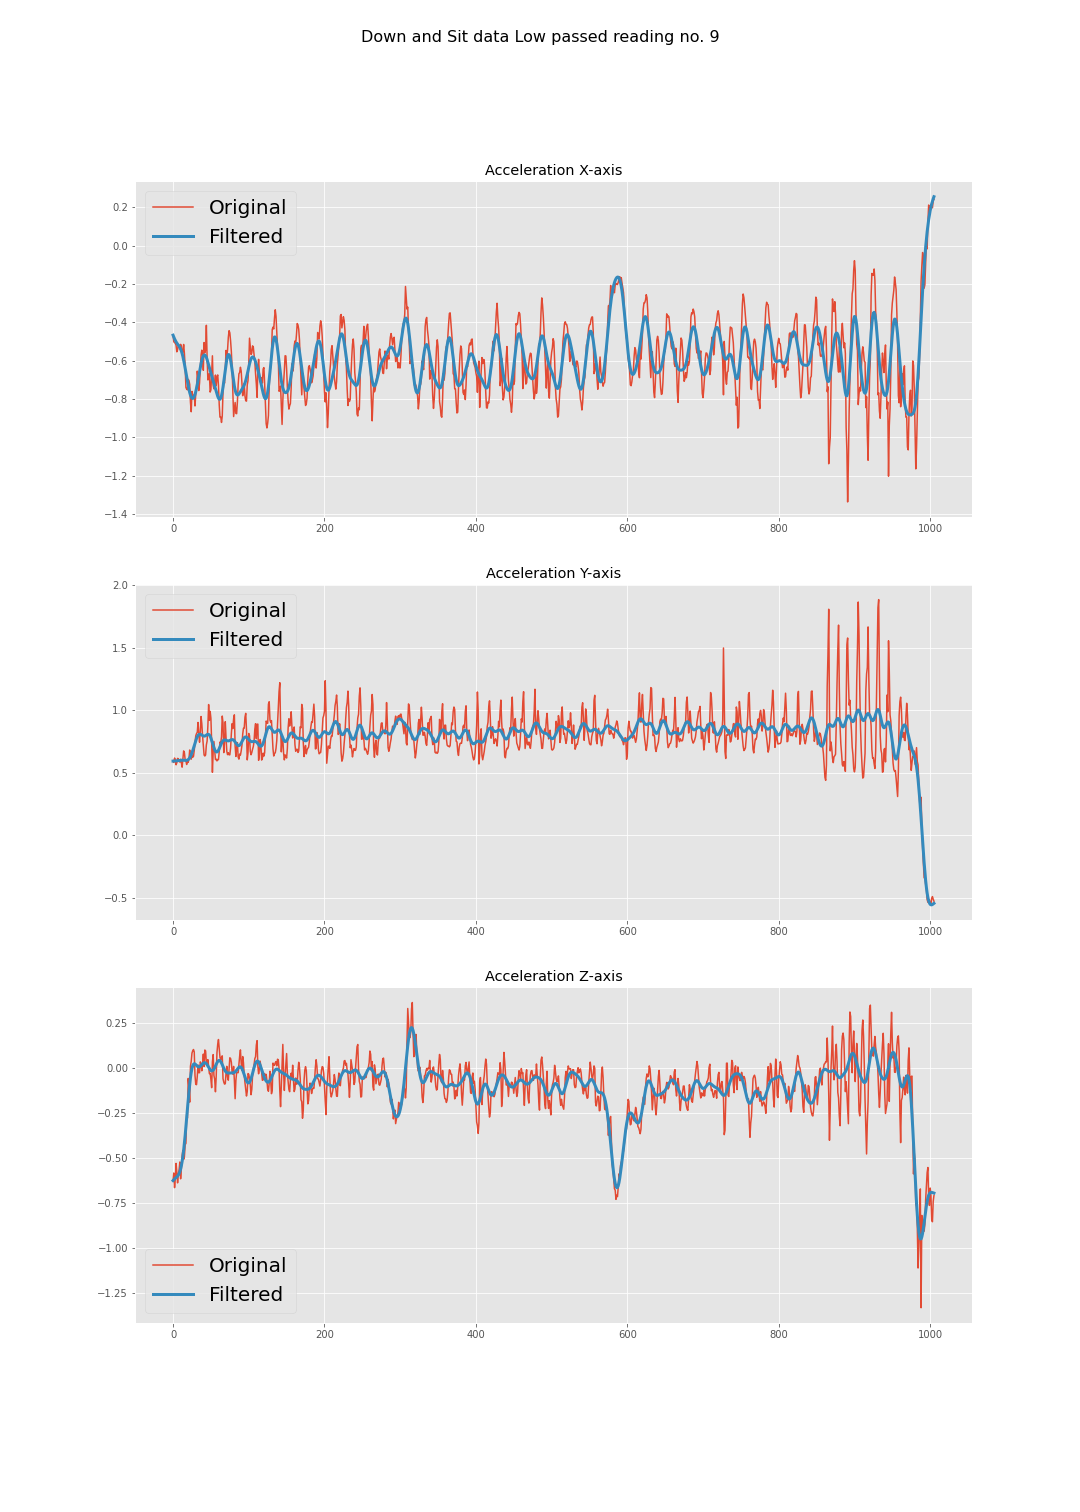 Down and Sit data Low passed reading no. 9
Acceleration X-axis
Original
Filtered
0.2
0.0
−0.2
−0.4
−0.6
−0.8
−1.0
−1.2
−1.4
0 200 400 600 800 1000
Acceleration Y-axis
Original
Filtered
2.0
1.5
1.0
0.5
0.0
−0.5
0 200 400 600 800 1000
Acceleration Z-axis
0.25
0.00
−0.25
−0.50
−0.75
−1.00
−1.25
Original
Filtered
0 200 400 600 800 1000